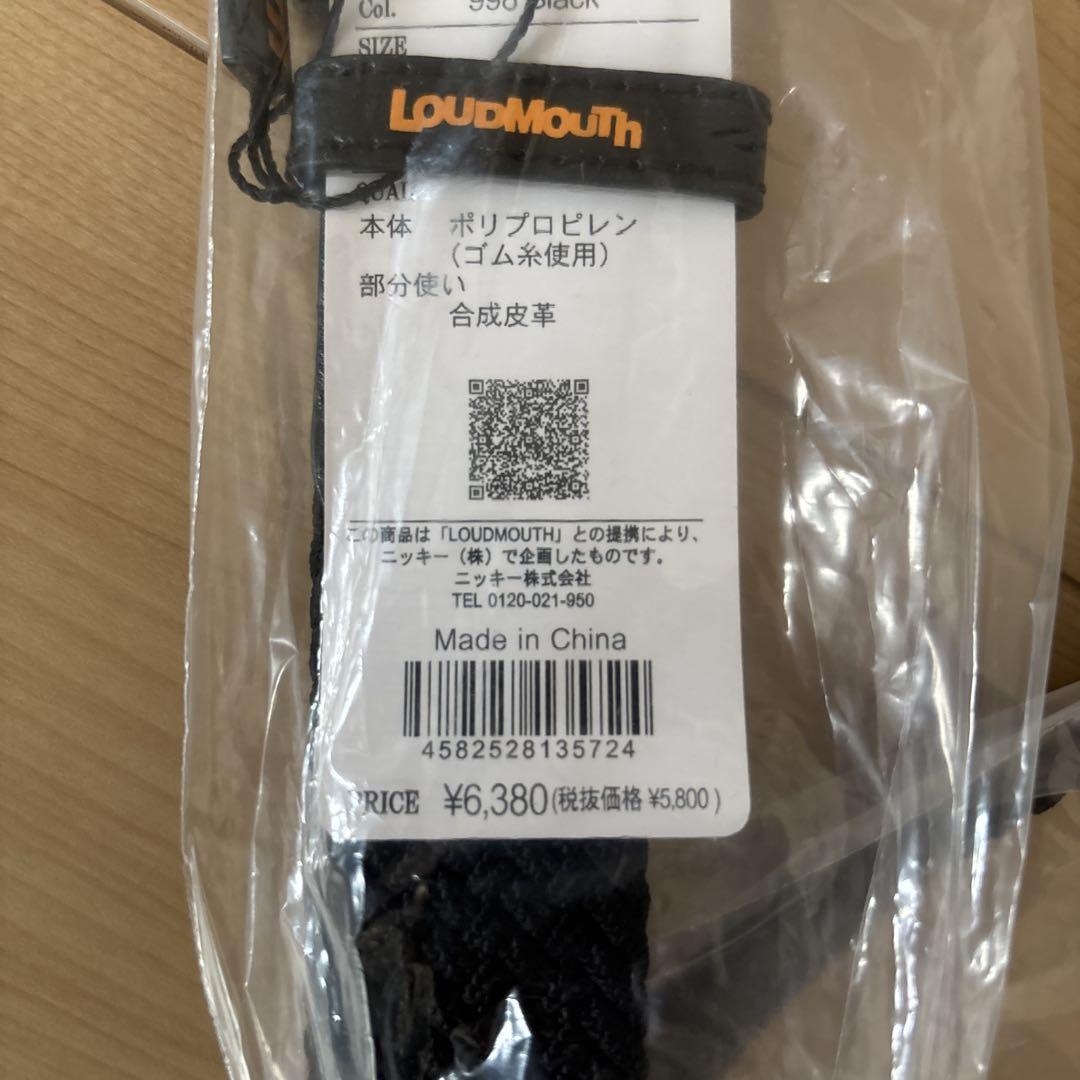 Col. 998 Black
SIZE
LOUDMOUTH
QUAL
本体 ポリプロピレン
(ゴム糸使用)
部分使い
合成皮革
この商品は「LOUDMOUTH」との提携により、
ニッキー(株)で企画したものです。
ニッキー株式会社
TEL 0120-021-950
Made in China
4582528135724
PRICE ¥6,380(税抜価格 ¥5,800)